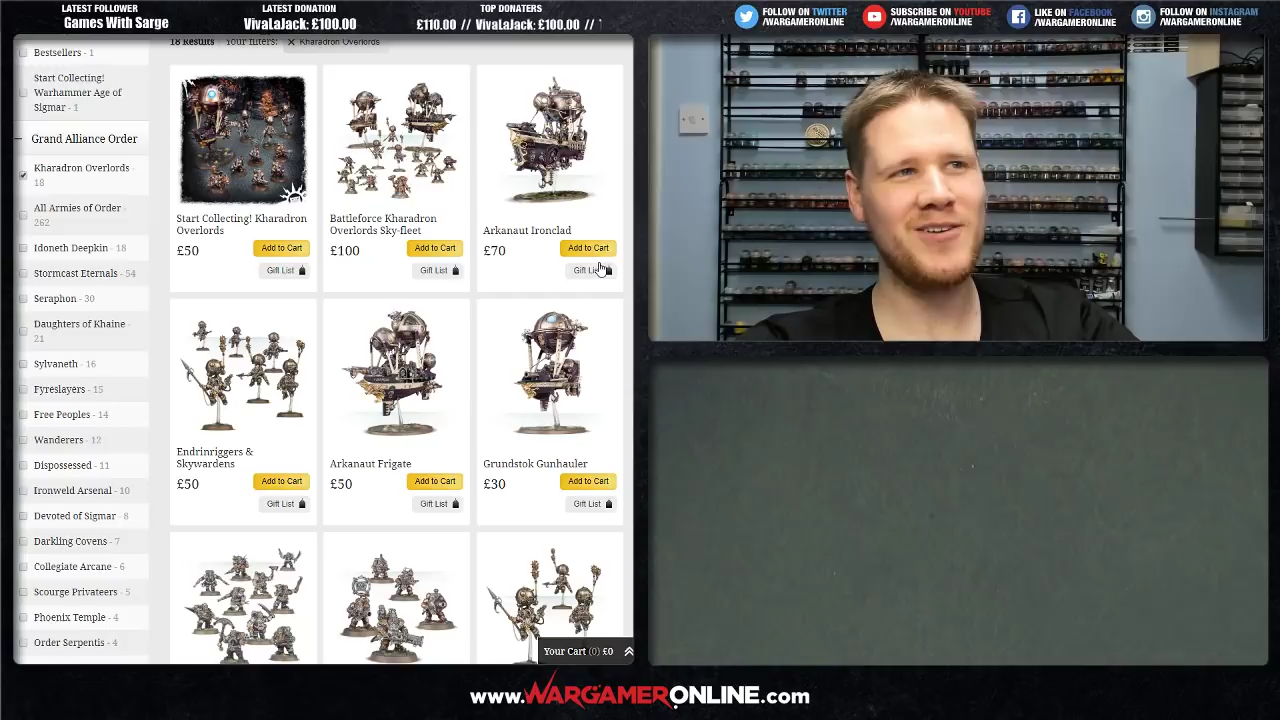 LATEST FOLLOWER
Games With Sarge
LATEST DONATION
VivaLaJack: £100.00
TOP DONATERS
£110.00 // VivaLaJack: £100.00 //
FOLLOW ON TWITTER
/WARGAMERONLINE
SUBSCRIBE ON YOUTUBE
/WARGAMERONLINE
LIKE ON FACEBOOK
/WARGAMERONLINE
FOLLOW ON INSTAGRAM
/WARGAMERONLINE
18 Results Your filters: Kharadron Overlords
Bestsellers - 1
Start Collecting!
Warhammer Age of
Sigmar - 1
Grand Alliance Order
Kharadron Overlords
18
All Armies of Order
262
Idoneth Deepkin - 18
Stormcast Eternals - 54
Seraphon - 30
Daughters of Khaine -
21
Sylvaneth - 16
Fyreslayers - 15
Free Peoples - 14
Wanderers - 12
Dispossessed - 11
Ironweld Arsenal - 10
Devoted of Sigmar - 8
Darkling Covens - 7
Collegiate Arcane - 6
Scourge Privateers - 5
Phoenix Temple - 4
Order Serpentis - 4
Start Collecting! Kharadron
Overlords
£50
Add to Cart
Gift List
Battleforce Kharadron
Overlords Sky-fleet
£100
Add to Cart
Gift List
Arkanaut Ironclad
£70
Add to Cart
Gift List
Endrinriggers &
Skywardens
£50
Add to Cart
Gift List
Arkanaut Frigate
£50
Add to Cart
Gift List
Grundstok Gunhauler
£30
Add to Cart
Gift List
Your Cart (0) £0
www.WARGAMERONLINE.com